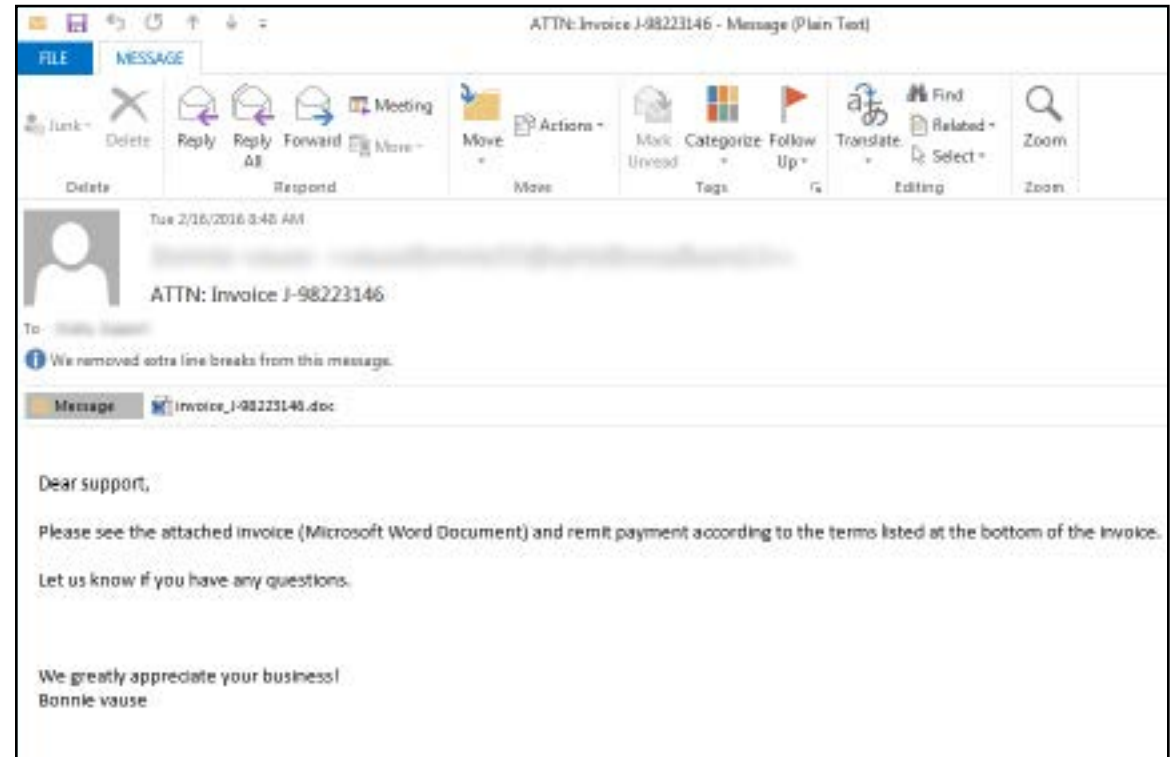 ATTN: Invoice J-98223146 - Message (Plain Text)
FILE MESSAGE
Junk Delete Reply Reply All Forward Meeting More Move Actions Mark Unread Categorize Follow Up Translate Find Related Select Zoom
Delete Respond Move Tags Editing Zoom
Tue 2/16/2016 8:48 AM
ATTN: Invoice J-98223146
To
We removed extra line breaks from this message.
Message invoice_J-98223146.doc
Dear support,
Please see the attached invoice (Microsoft Word Document) and remit payment according to the terms listed at the bottom of the invoice.
Let us know if you have any questions.
We greatly appreciate your business!
Bonnie vause